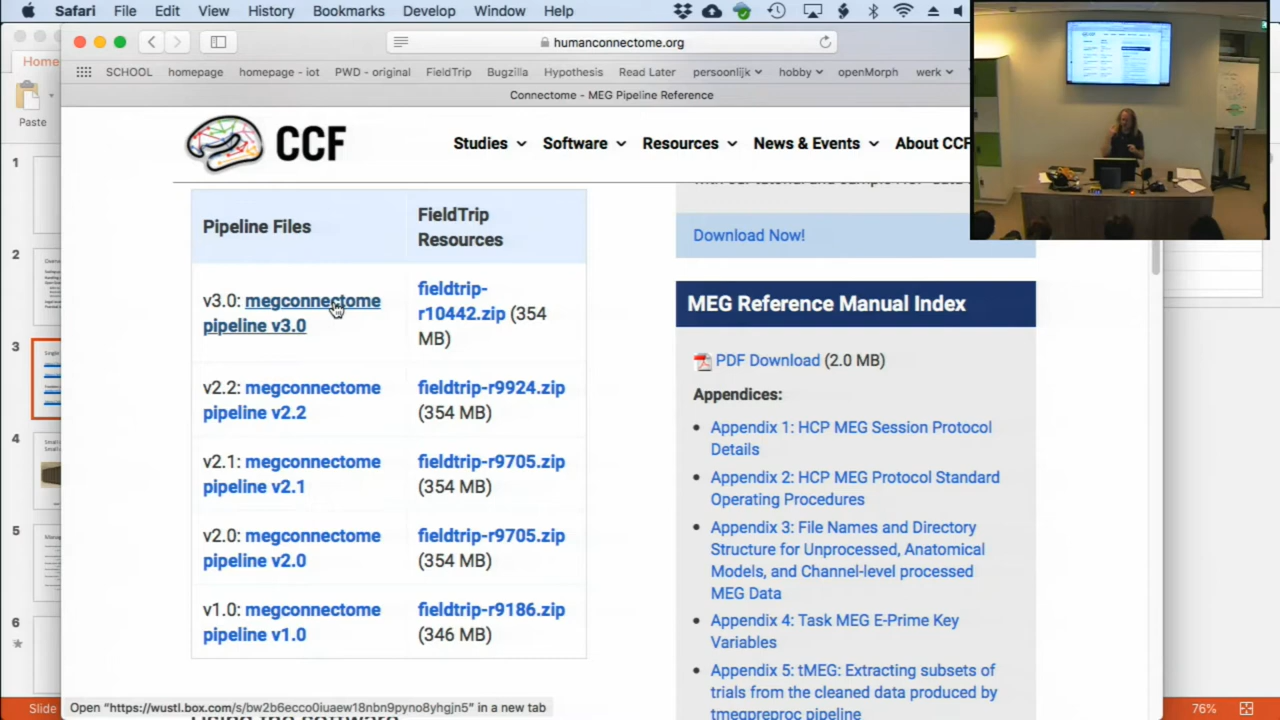 Safari File Edit View History Bookmarks Develop Window Help
humanconnectome.org
SCHOOL homepage homepage - iot PWD - original FieldTrip Bugzilla Hypothesis Read Later persoonlijk hobby openMorph werk
Connectome - MEG Pipeline Reference
Home
Paste
CCF
Studies Software Resources News & Events About CCF
Pipeline Files
FieldTrip
Resources
v3.0: megconnectome
pipeline v3.0
fieldtrip-
r10442.zip (354
MB)
v2.2: megconnectome
pipeline v2.2
fieldtrip-r9924.zip
(354 MB)
v2.1: megconnectome
pipeline v2.1
fieldtrip-r9705.zip
(354 MB)
v2.0: megconnectome
pipeline v2.0
fieldtrip-r9705.zip
(354 MB)
v1.0: megconnectome
pipeline v1.0
fieldtrip-r9186.zip
(346 MB)
Download Now!
MEG Reference Manual Index
PDF Download (2.0 MB)
Appendices:
Appendix 1: HCP MEG Session Protocol
Details
Appendix 2: HCP MEG Protocol Standard
Operating Procedures
Appendix 3: File Names and Directory
Structure for Unprocessed, Anatomical
Models, and Channel-level processed
MEG Data
Appendix 4: Task MEG E-Prime Key
Variables
Appendix 5: tMEG: Extracting subsets of
trials from the cleaned data produced by
tmegpreproc pipeline
1
2
3
4
5
6
Slide
Open "https://wustl.box.com/s/bw2b6ecco0iuaew18nbn9pyno8yhgjn5" in a new tab
76%